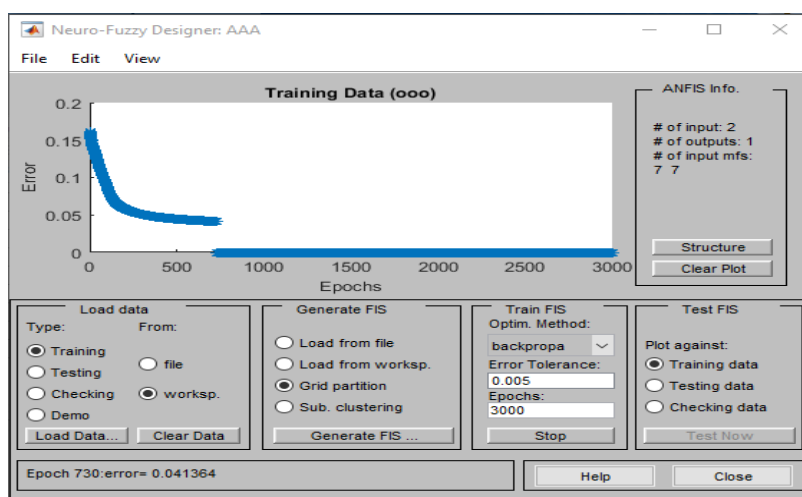 Neuro-Fuzzy Designer: AAA
File Edit View
Training Data (ooo)
0.2
0.15
0.1
0.05
0
Error
0 500 1000 1500 2000 2500 3000
Epochs
ANFIS Info.
# of input: 2
# of outputs: 1
# of input mfs:
7 7
Structure
Clear Plot
Load data
Type: From:
Training
Testing
Checking
Demo
file
worksp.
Load Data... Clear Data
Generate FIS
Load from file
Load from worksp.
Grid partition
Sub. clustering
Generate FIS ...
Train FIS
Optim. Method:
backpropa
Error Tolerance:
0.005
Epochs:
3000
Stop
Test FIS
Plot against:
Training data
Testing data
Checking data
Test Now
Epoch 730:error= 0.041364
Help Close